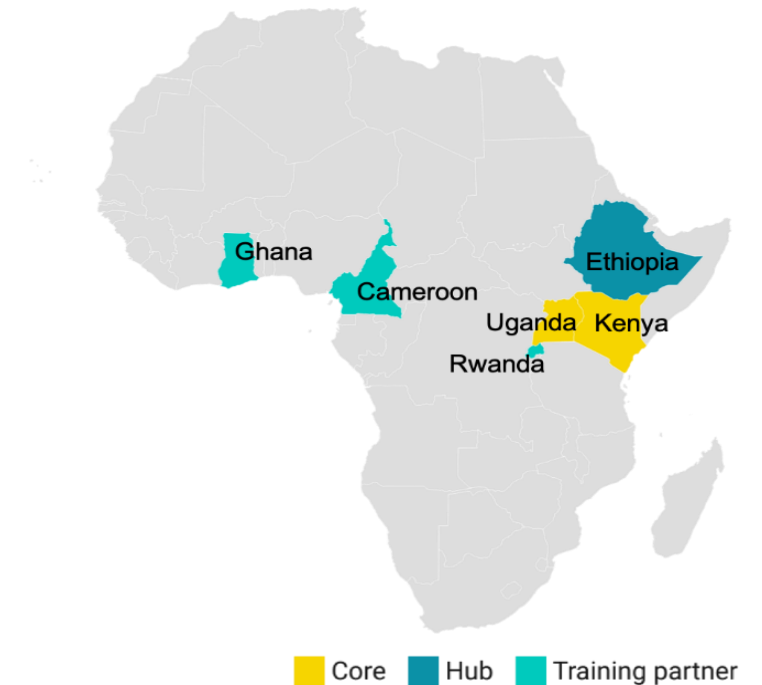 Ghana
Ethiopia
Cameroon
Uganda Kenya
Rwanda
Core Hub Training partner